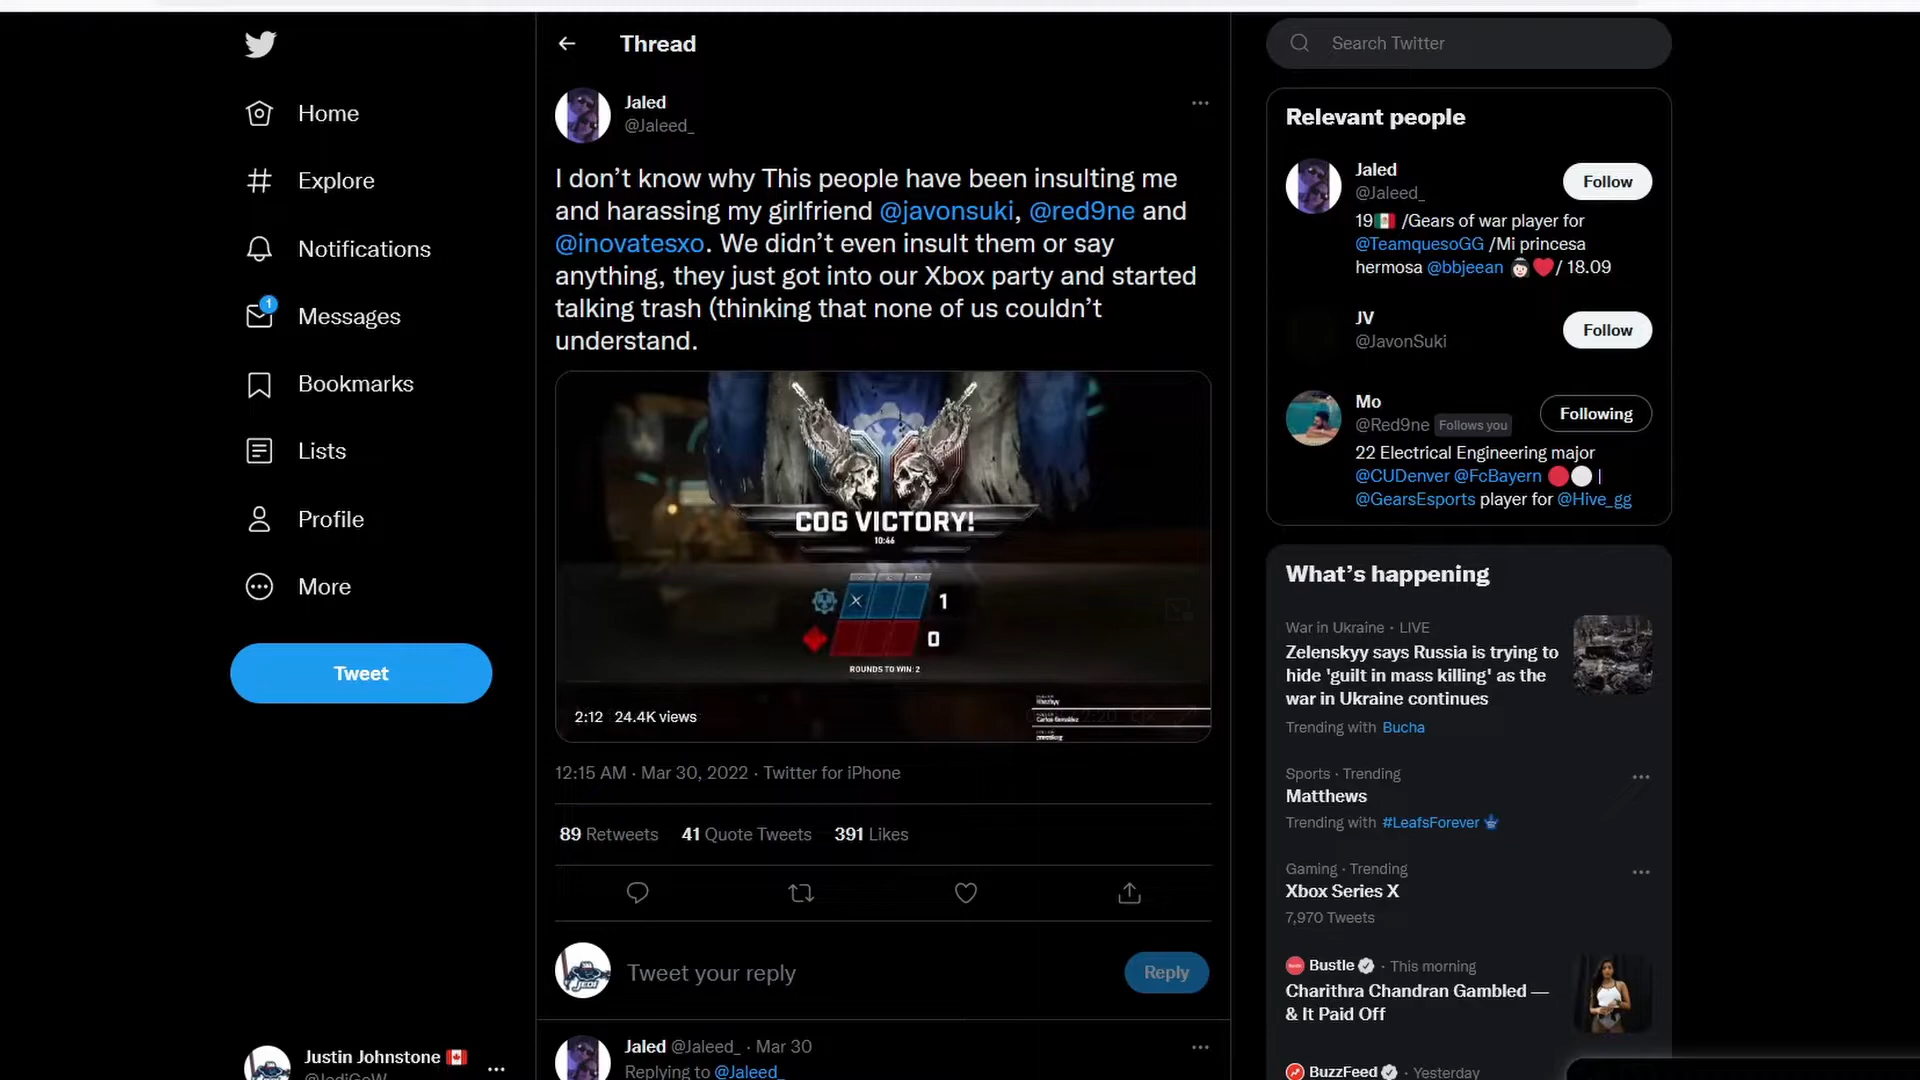 Home
Explore
Notifications
1
Messages
Bookmarks
Lists
Profile
More
Tweet
Justin Johnstone
@JediGoW
Thread
Jaled
@Jaleed_
I don’t know why This people have been insulting me
and harassing my girlfriend @javonsuki, @red9ne and
@inovatesxo. We didn’t even insult them or say
anything, they just got into our Xbox party and started
talking trash (thinking that none of us couldn’t
understand.
COG VICTORY!
10:46
1
0
ROUNDS TO WIN: 2
2:12 24.4K views
Carlos González
12:15 AM · Mar 30, 2022 · Twitter for iPhone
89 Retweets 41 Quote Tweets 391 Likes
JEDI
Tweet your reply
Reply
Jaled @Jaleed_ · Mar 30
Replying to @Jaleed_
Search Twitter
Relevant people
Jaled
@Jaleed_
Follow
19 /Gears of war player for
@TeamquesoGG /Mi princesa
hermosa @bbjeean / 18.09
JV
@JavonSuki
Follow
Mo
@Red9ne Follows you
Following
22 Electrical Engineering major
@CUDenver @FcBayern |
@GearsEsports player for @Hive_gg
What’s happening
War in Ukraine · LIVE
Zelenskyy says Russia is trying to
hide 'guilt in mass killing' as the
war in Ukraine continues
Trending with Bucha
Sports · Trending
Matthews
Trending with #LeafsForever
Gaming · Trending
Xbox Series X
7,970 Tweets
Bustle · This morning
Charithra Chandran Gambled —
& It Paid Off
BuzzFeed · Yesterday